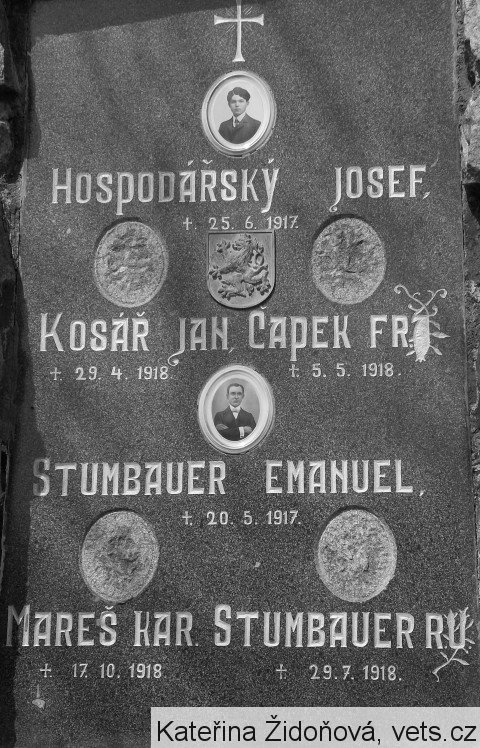 HOSPODÁŘSKÝ JOSEF,
+ 25. 6. 1917.
KOSÁŘ JAN, ČAPEK FR.
+ 29. 4. 1918. + 5. 5. 1918.
STUMBAUER EMANUEL,
+ 20. 5. 1917.
MAREŠ KAR. STUMBAUER RU
+ 17. 10. 1918. + 29. 7. 1918.
Kateřina Židoňová, vets.cz